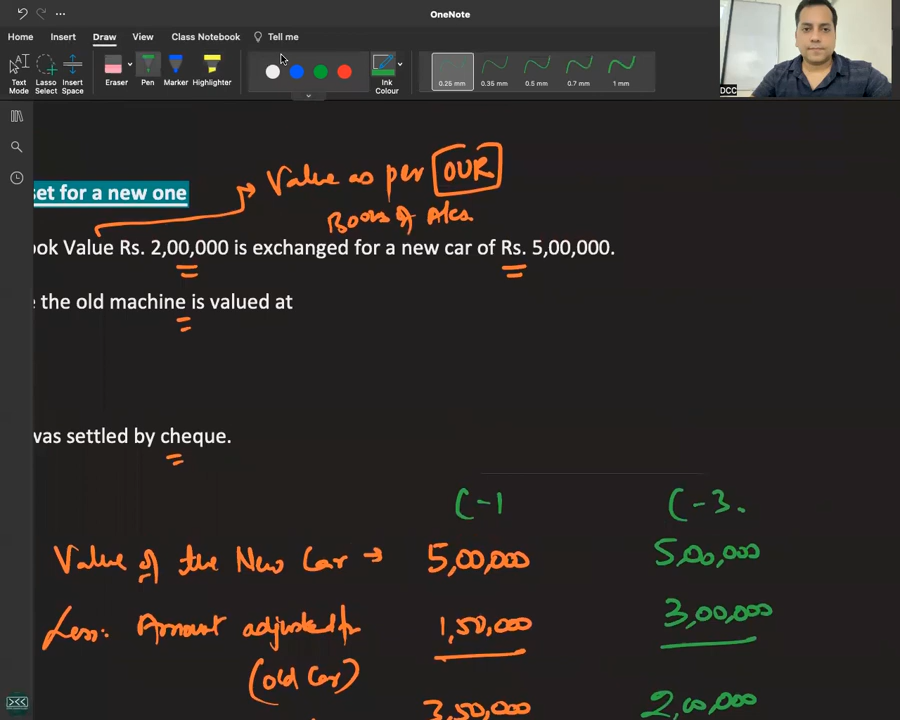 OneNote
Home Insert Draw View Class Notebook Tell me
Text Mode
Lasso Select
Insert Space
Eraser
Pen
Marker
Highlighter
Ink Colour
0.25 mm
0.35 mm
0.5 mm
0.7 mm
1 mm
DCC
Value as per OUR
Books of A/cs.
set for a new one
ook Value Rs. 2,00,000 is exchanged for a new car of Rs. 5,00,000.
the old machine is valued at
was settled by cheque.
C-1 C-3.
Value of the New Car → 5,00,000 5,00,000
Less: Amount adjusted for 1,50,000 3,00,000
(old Car)
3,50,000 2,00,000
DCC